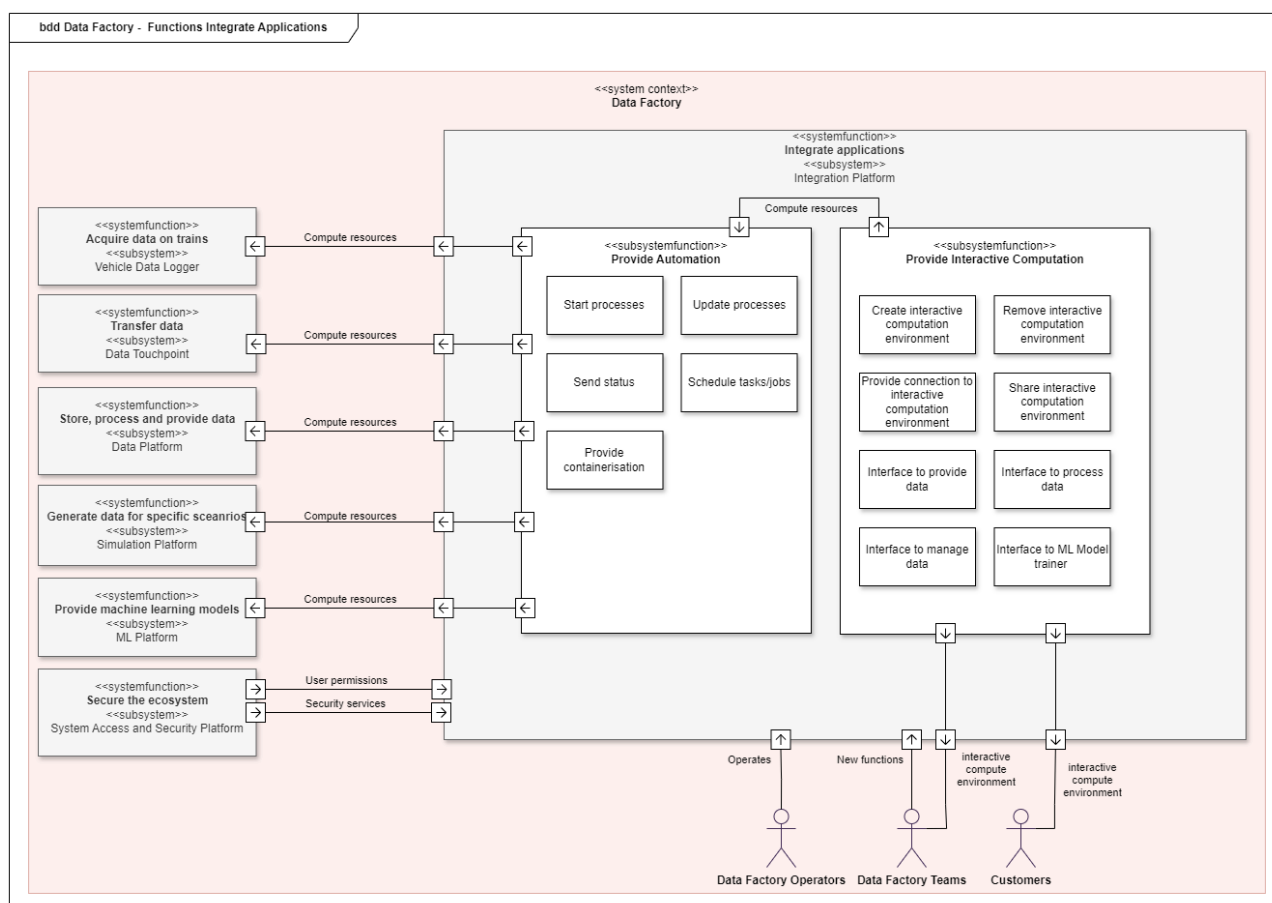 bdd Data Factory - Functions Integrate Applications
<<system context>>
Data Factory
<<systemfunction>>
Integrate applications
<<subsystem>>
Integration Platform
Compute resources
<<systemfunction>>
Acquire data on trains
<<subsystem>>
Vehicle Data Logger
Compute resources
<<systemfunction>>
Transfer data
<<subsystem>>
Data Touchpoint
Compute resources
<<systemfunction>>
Store, process and provide data
<<subsystem>>
Data Platform
Compute resources
<<systemfunction>>
Generate data for specific sceanrios
<<subsystem>>
Simulation Platform
Compute resources
<<systemfunction>>
Provide machine learning models
<<subsystem>>
ML Platform
Compute resources
<<systemfunction>>
Secure the ecosystem
<<subsystem>>
System Access and Security Platform
User permissions
Security services
<<subsystemfunction>>
Provide Automation
Start processes
Update processes
Send status
Schedule tasks/jobs
Provide
containerisation
<<subsystemfunction>>
Provide Interactive Computation
Create interactive
computation
environment
Remove interactive
computation
environment
Provide connection to
interactive
computation
environment
Share interactive
computation
environment
Interface to provide
data
Interface to process
data
Interface to manage
data
Interface to ML Model
trainer
Operates
New functions
interactive
compute
environment
interactive
compute
environment
Data Factory Operators
Data Factory Teams
Customers